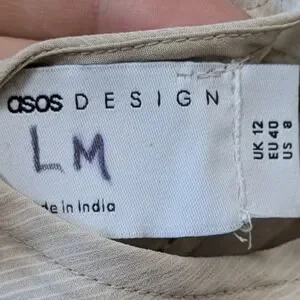 asos DESIGN
LM
de in India
UK 12
EU 40
US 8